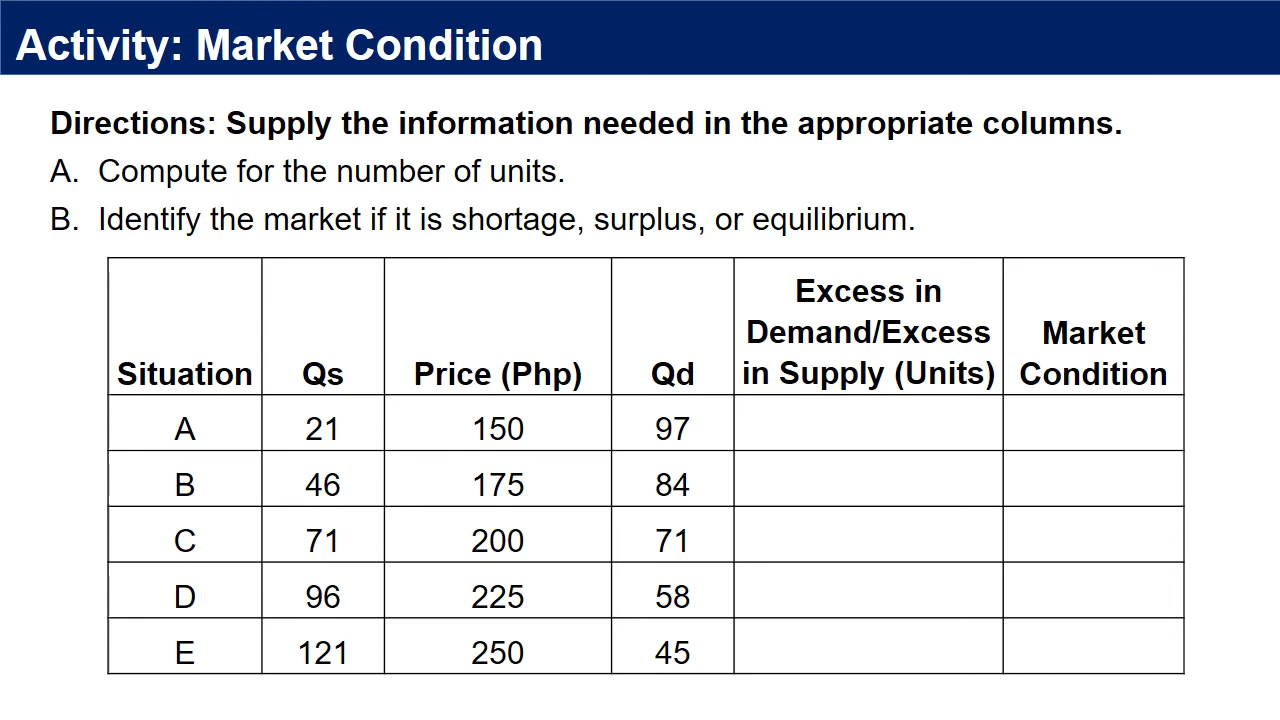 Activity: Market Condition
Directions: Supply the information needed in the appropriate columns.
A. Compute for the number of units.
B. Identify the market if it is shortage, surplus, or equilibrium.
Situation Qs Price (Php) Qd Excess in Demand/Excess in Supply (Units) Market Condition
A 21 150 97
B 46 175 84
C 71 200 71
D 96 225 58
E 121 250 45